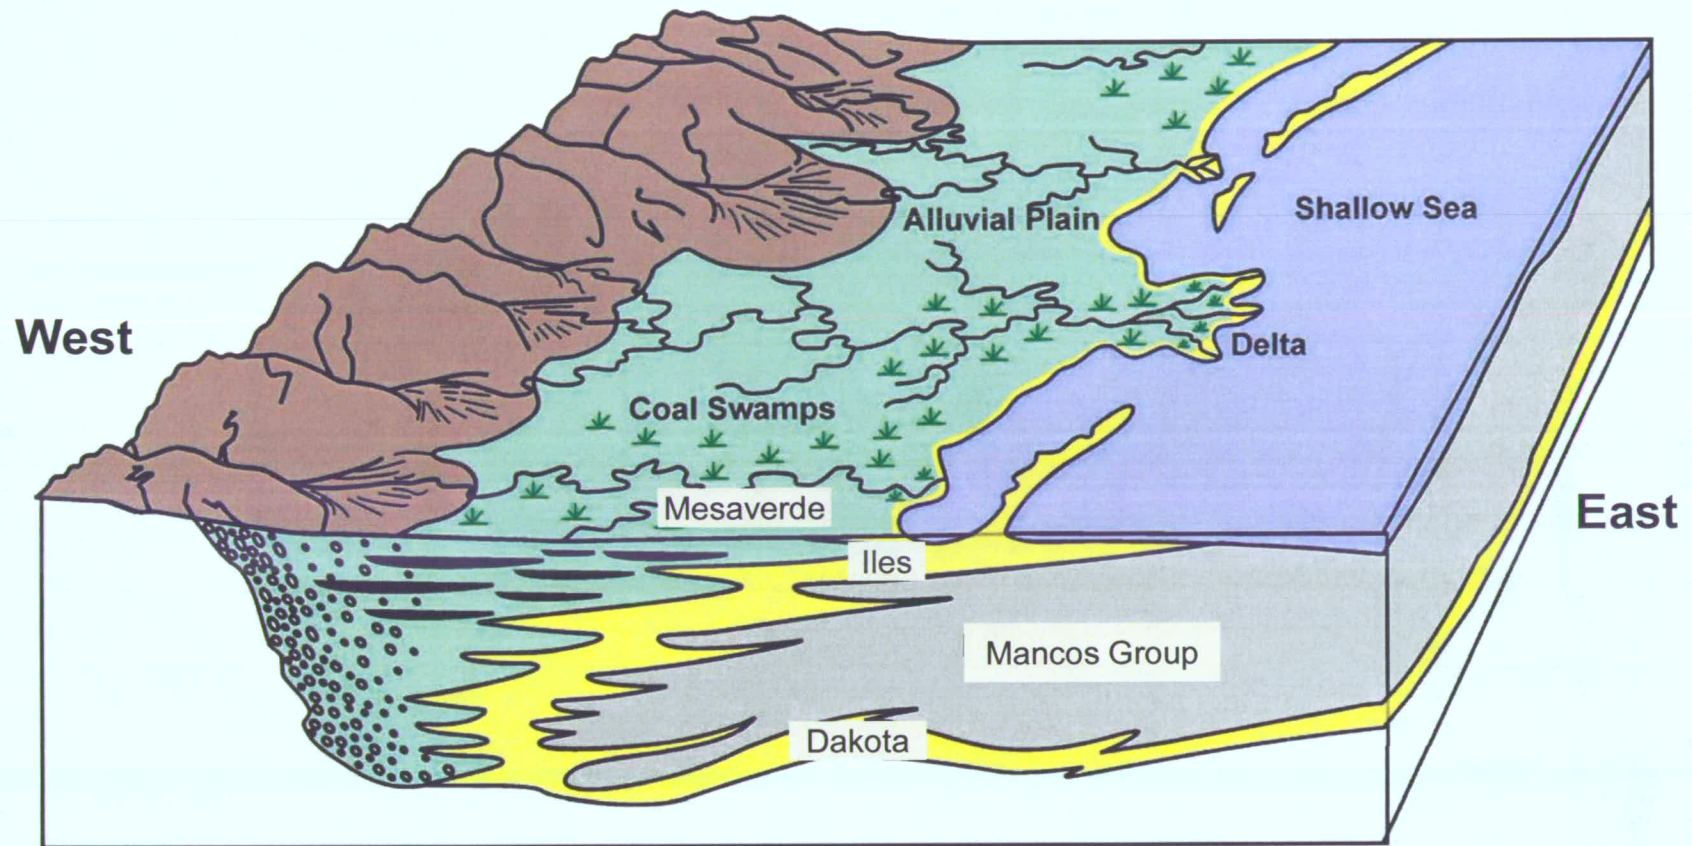 Alluvial Plain
Shallow Sea
West
Delta
Coal Swamps
Mesaverde
East
Iles
Mancos Group
Dakota